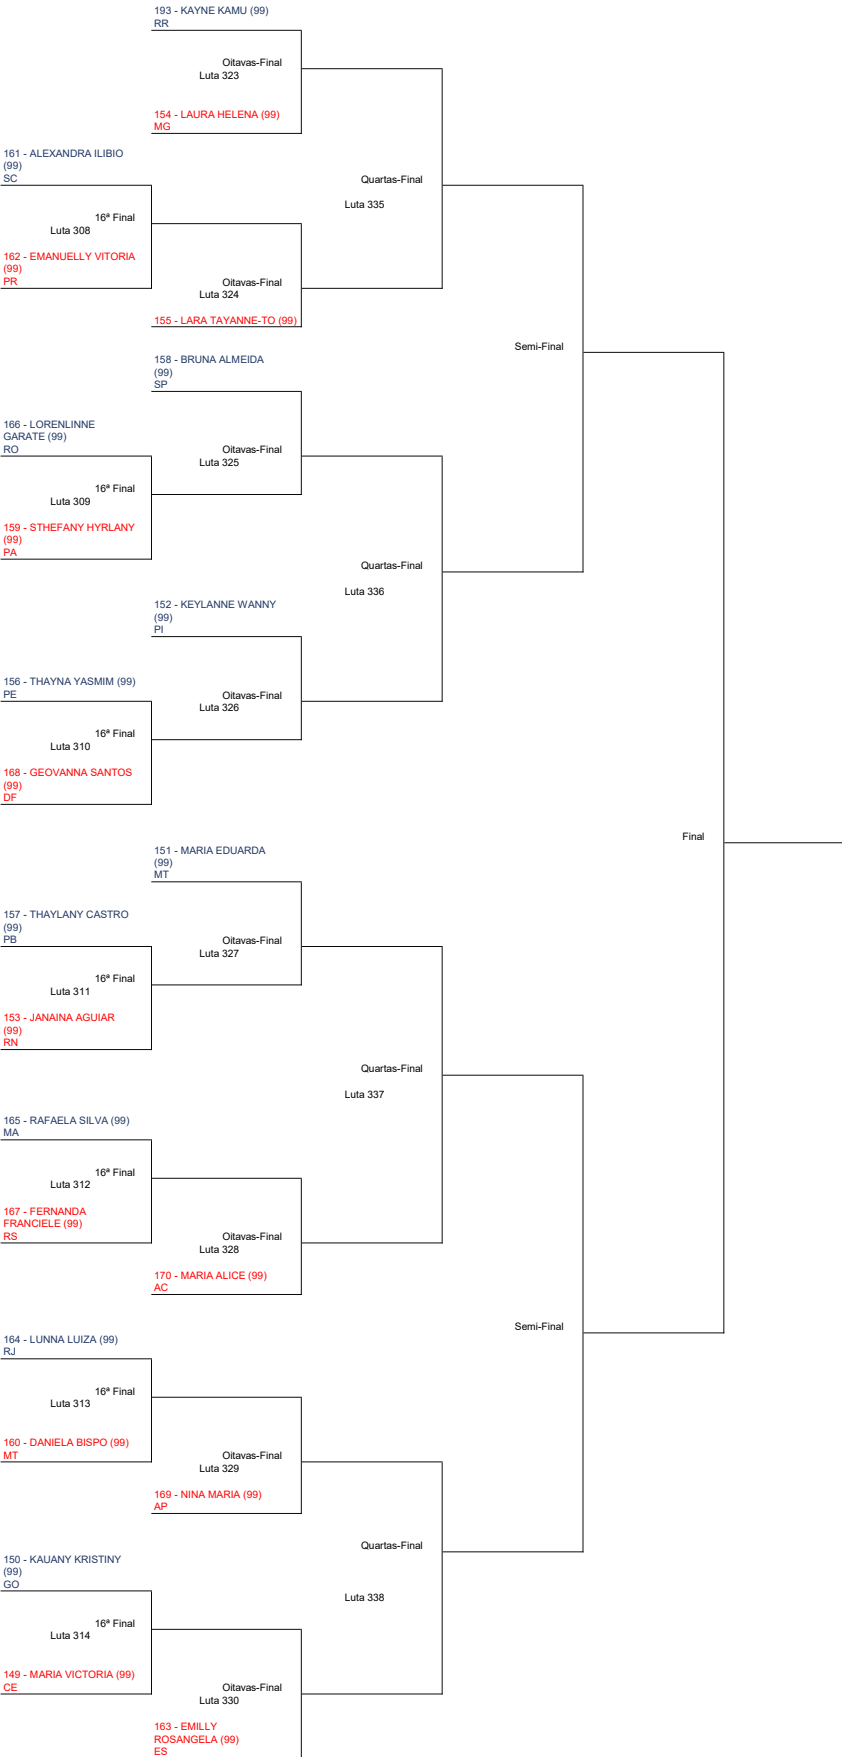 193 - KAYNE KAMU (99)
RR
Oitavas-Final
Luta 323
154 - LAURA HELENA (99)
MG
161 - ALEXANDRA ILIBIO
(99)
SC
Quartas-Final
Luta 335
16ª Final
Luta 308
162 - EMANUELLY VITORIA
(99)
PR
Oitavas-Final
Luta 324
155 - LARA TAYANNE-TO (99)
Semi-Final
158 - BRUNA ALMEIDA
(99)
SP
166 - LORENLINNE
GARATE (99)
RO
Oitavas-Final
Luta 325
16ª Final
Luta 309
159 - STHEFANY HYRLANY
(99)
PA
Quartas-Final
Luta 336
152 - KEYLANNE WANNY
(99)
PI
156 - THAYNA YASMIM (99)
PE
Oitavas-Final
Luta 326
16ª Final
Luta 310
168 - GEOVANNA SANTOS
(99)
DF
Final
151 - MARIA EDUARDA
(99)
MT
157 - THAYLANY CASTRO
(99)
PB
Oitavas-Final
Luta 327
16ª Final
Luta 311
153 - JANAINA AGUIAR
(99)
RN
Quartas-Final
Luta 337
165 - RAFAELA SILVA (99)
MA
16ª Final
Luta 312
167 - FERNANDA
FRANCIELE (99)
RS
Oitavas-Final
Luta 328
170 - MARIA ALICE (99)
AC
Semi-Final
164 - LUNNA LUIZA (99)
RJ
16ª Final
Luta 313
160 - DANIELA BISPO (99)
MT
Oitavas-Final
Luta 329
169 - NINA MARIA (99)
AP
Quartas-Final
Luta 338
150 - KAUANY KRISTINY
(99)
GO
16ª Final
Luta 314
149 - MARIA VICTORIA (99)
CE
Oitavas-Final
Luta 330
163 - EMILLY
ROSANGELA (99)
ES